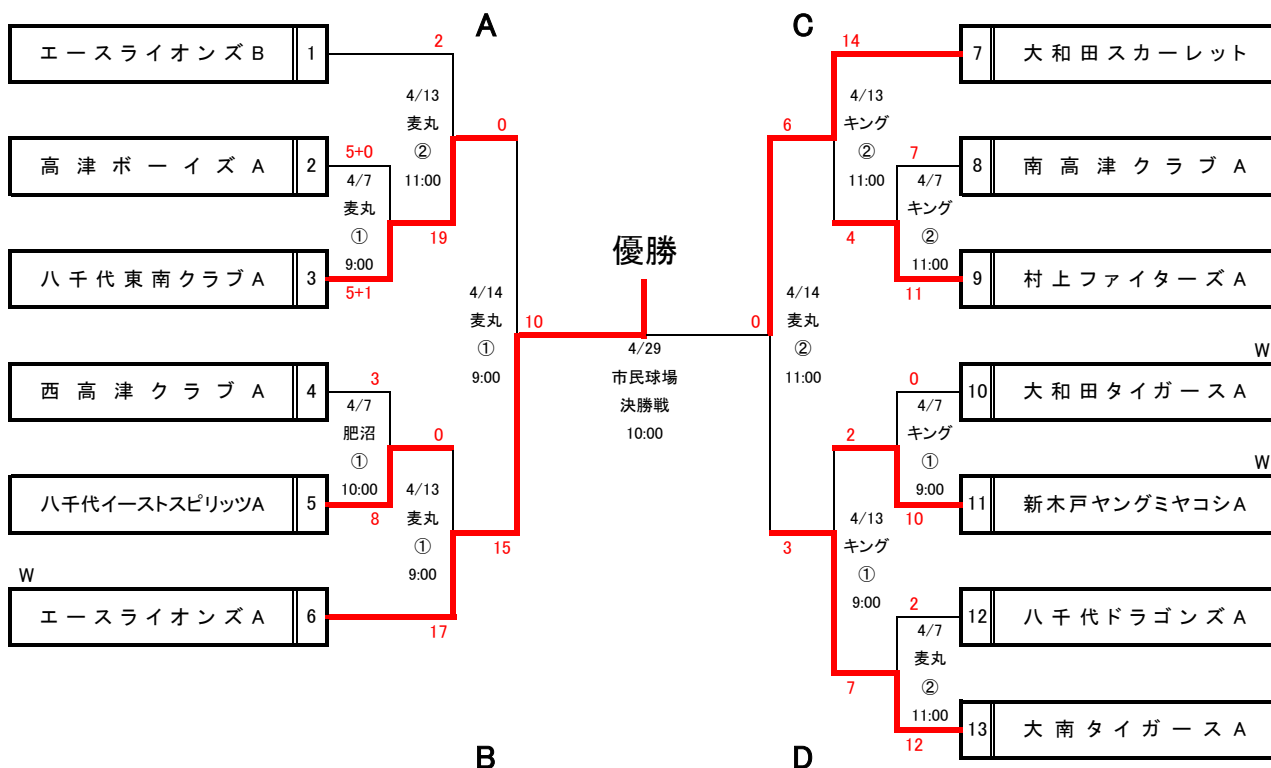 A
C
エースライオンズB 1
2
4/13
麦丸
②
11:00
高津ボーイズA 2
5+0
4/7
麦丸
①
9:00
八千代東南クラブA 3
5+1
19
0
4/14
麦丸
①
9:00
西高津クラブA 4
3
4/7
肥沼
①
10:00
八千代イーストスピリッツA 5
8
0
4/13
麦丸
①
9:00
W
エースライオンズA 6
17
15
10
優勝
4/29
市民球場
決勝戦
10:00
0
14
7 大和田スカーレット
4/13
キング
②
11:00
6
7
8 南高津クラブA
4/7
キング
②
11:00
4
11
9 村上ファイターズA
4/14
麦丸
②
11:00
W
0
10 大和田タイガースA
4/7
キング
①
9:00
2
W
10
11 新木戸ヤングミヤコシA
4/13
キング
①
9:00
3
2
12 八千代ドラゴンズA
4/7
麦丸
②
11:00
7
12
13 大南タイガースA
B
D